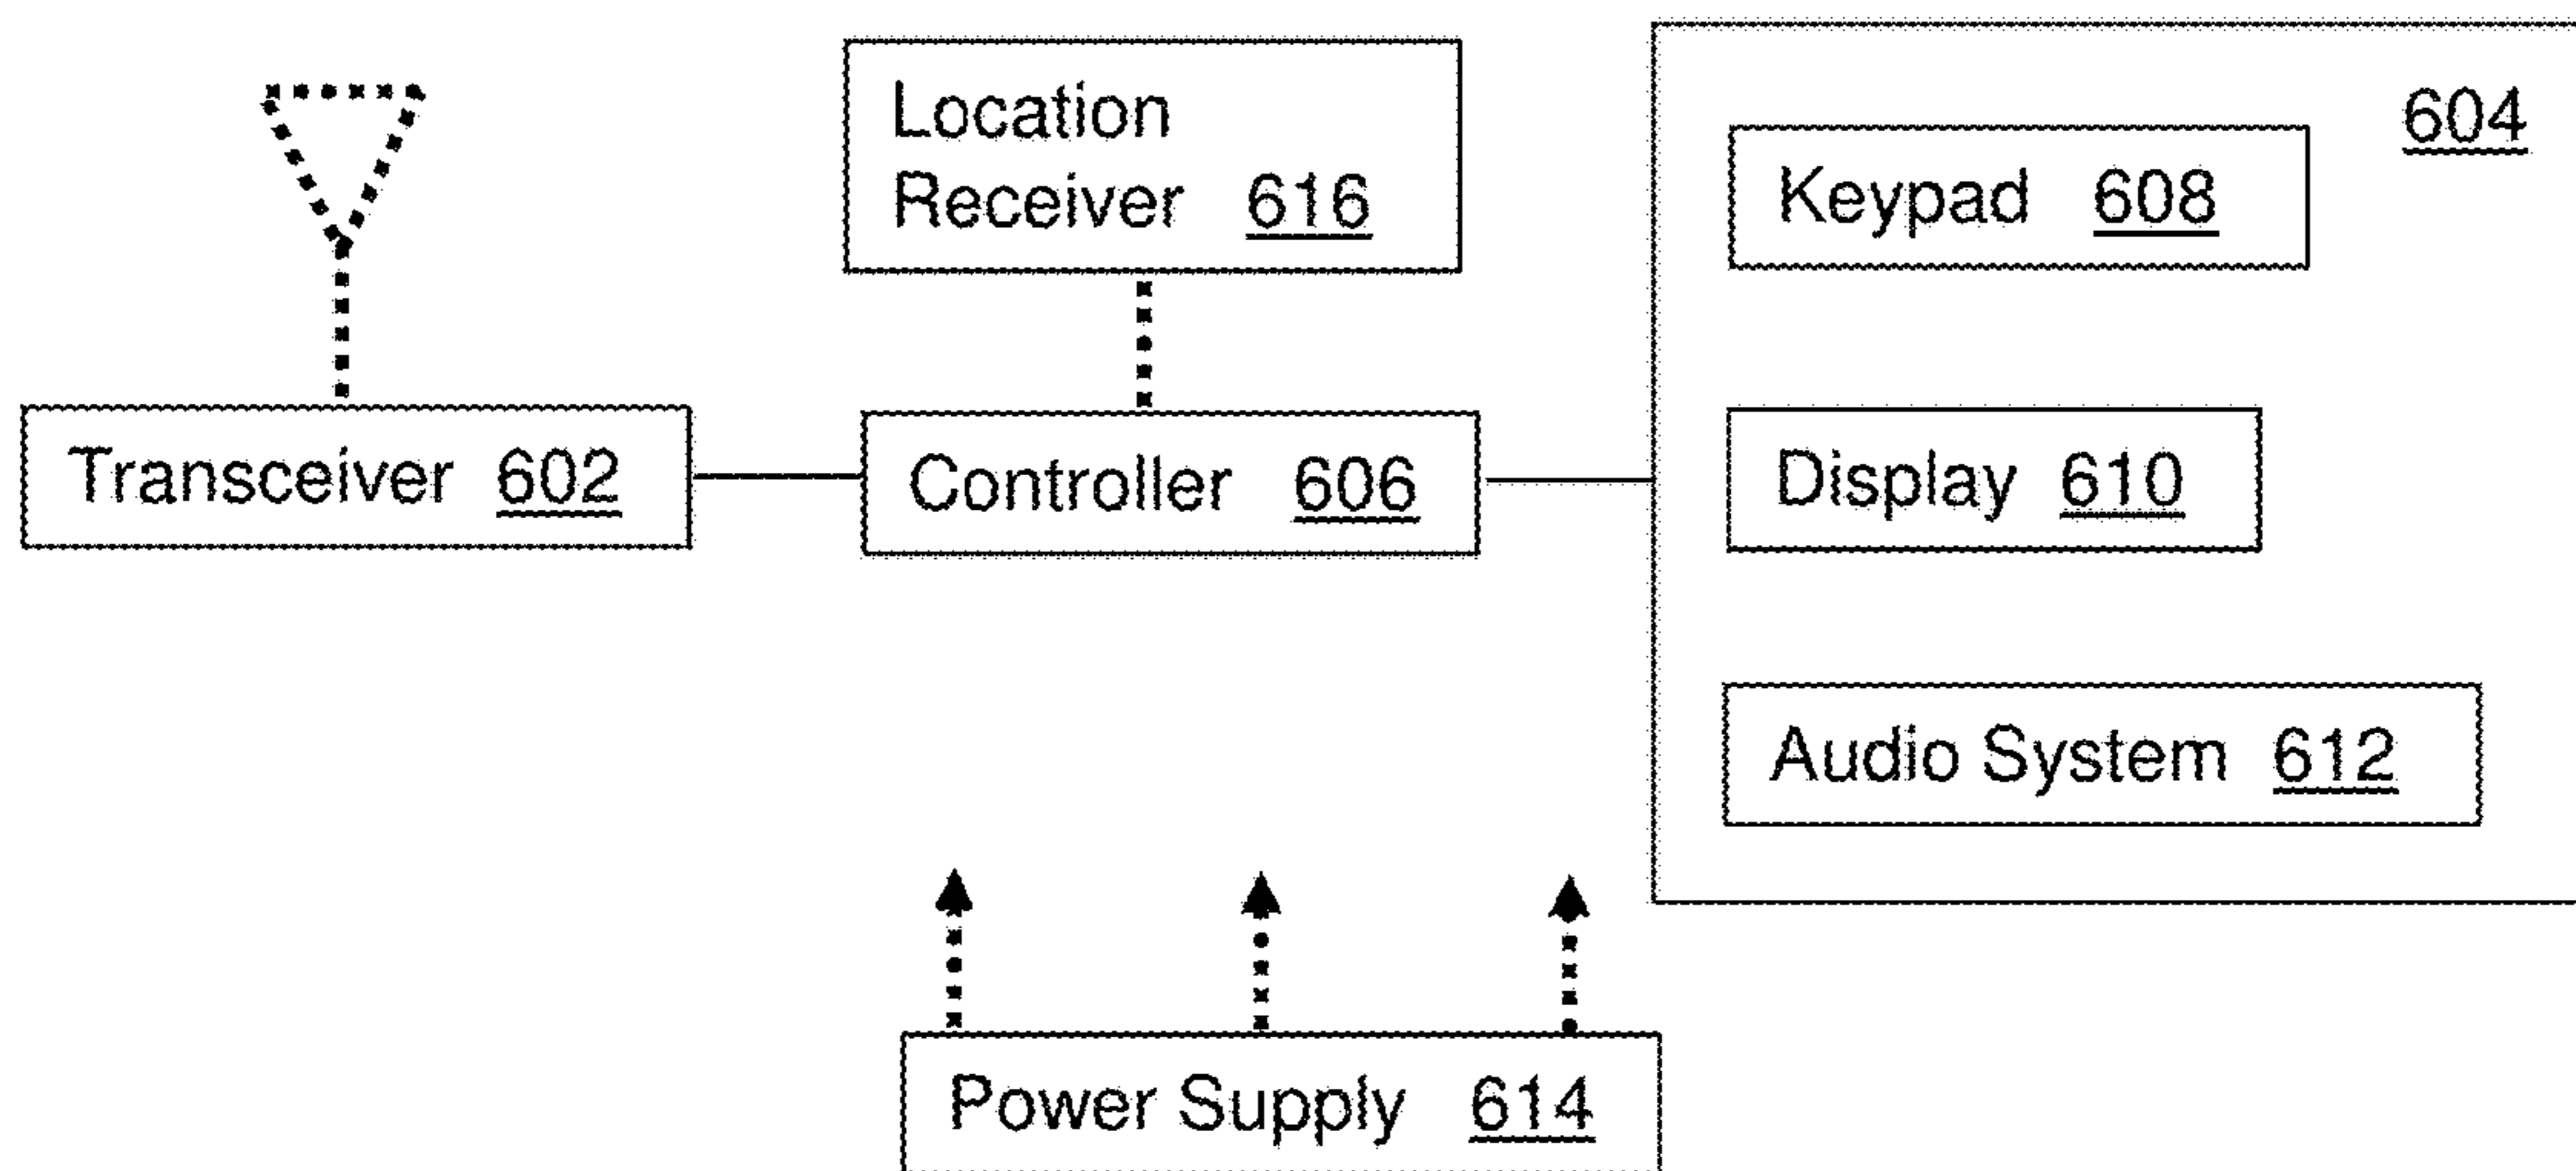 Location
Receiver 616
604
Keypad 608
Transceiver 602
Controller 606
Display 610
Audio System 612
Power Supply 614